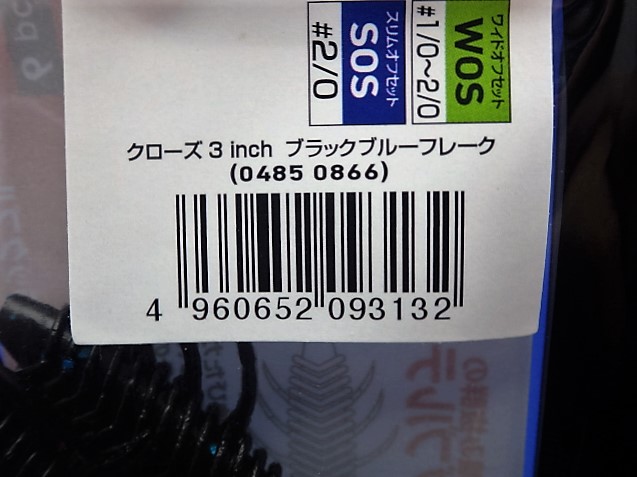 ワイドオフセット
WOS
#1/0～2/0
スリムオフセット
SOS
#2/0
クローズ 3 inch ブラックブルーフレーク
(0485 0866)
4 960652 093132